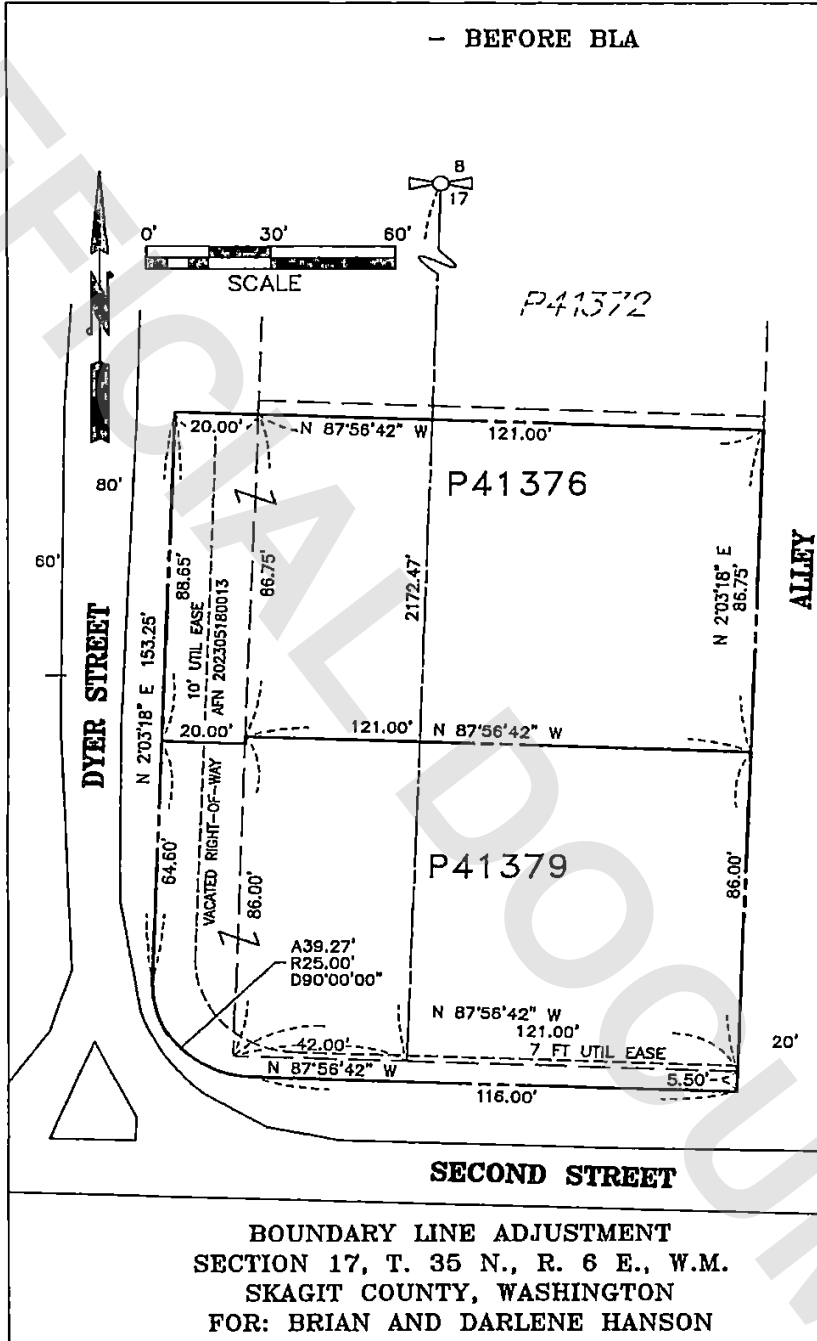 - BEFORE BLA
8
17
0' 30' 60'
SCALE
N
P41372
20.00' N 87°56'42" W 121.00'
P41376
80'
60'
88.65'
86.75'
2172.47'
N 2°03'18" E
86.75'
ALLEY
10' UTIL EASE
AFN 202305180013
DYER STREET
N 2°03'18" E 153.25'
20.00' 121.00' N 87°56'42" W
64.60'
VACATED RIGHT-OF-WAY
86.00'
P41379
86.00'
A39.27'
R25.00'
D90°00'00"
N 87°56'42" W
121.00'
42.00' 7 FT UTIL EASE
20'
N 87°56'42" W
5.50'
116.00'
SECOND STREET
BOUNDARY LINE ADJUSTMENT
SECTION 17, T. 35 N., R. 6 E., W.M.
SKAGIT COUNTY, WASHINGTON
FOR: BRIAN AND DARLENE HANSON